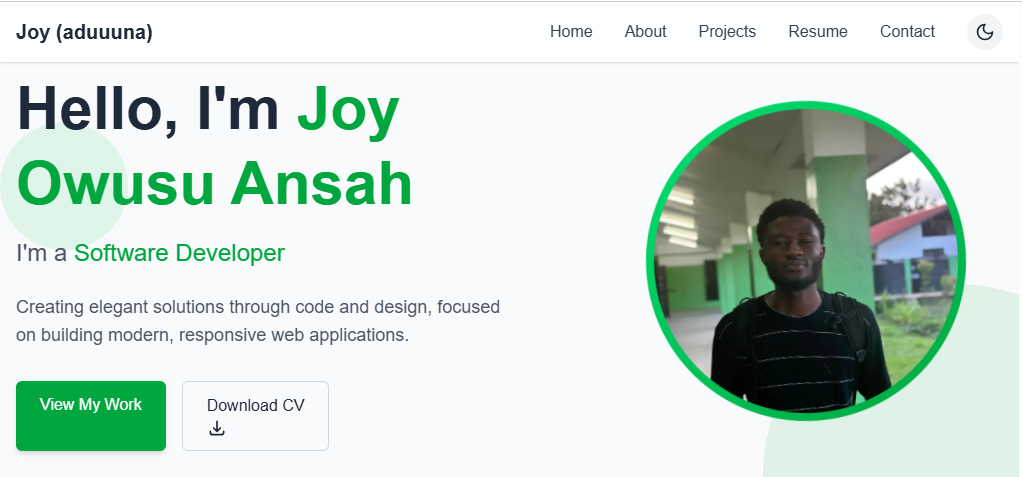 Joy (aduuuna)
Home About Projects Resume Contact
Hello, I'm Joy
Owusu Ansah
I'm a Software Developer
Creating elegant solutions through code and design, focused
on building modern, responsive web applications.
View My Work
Download CV